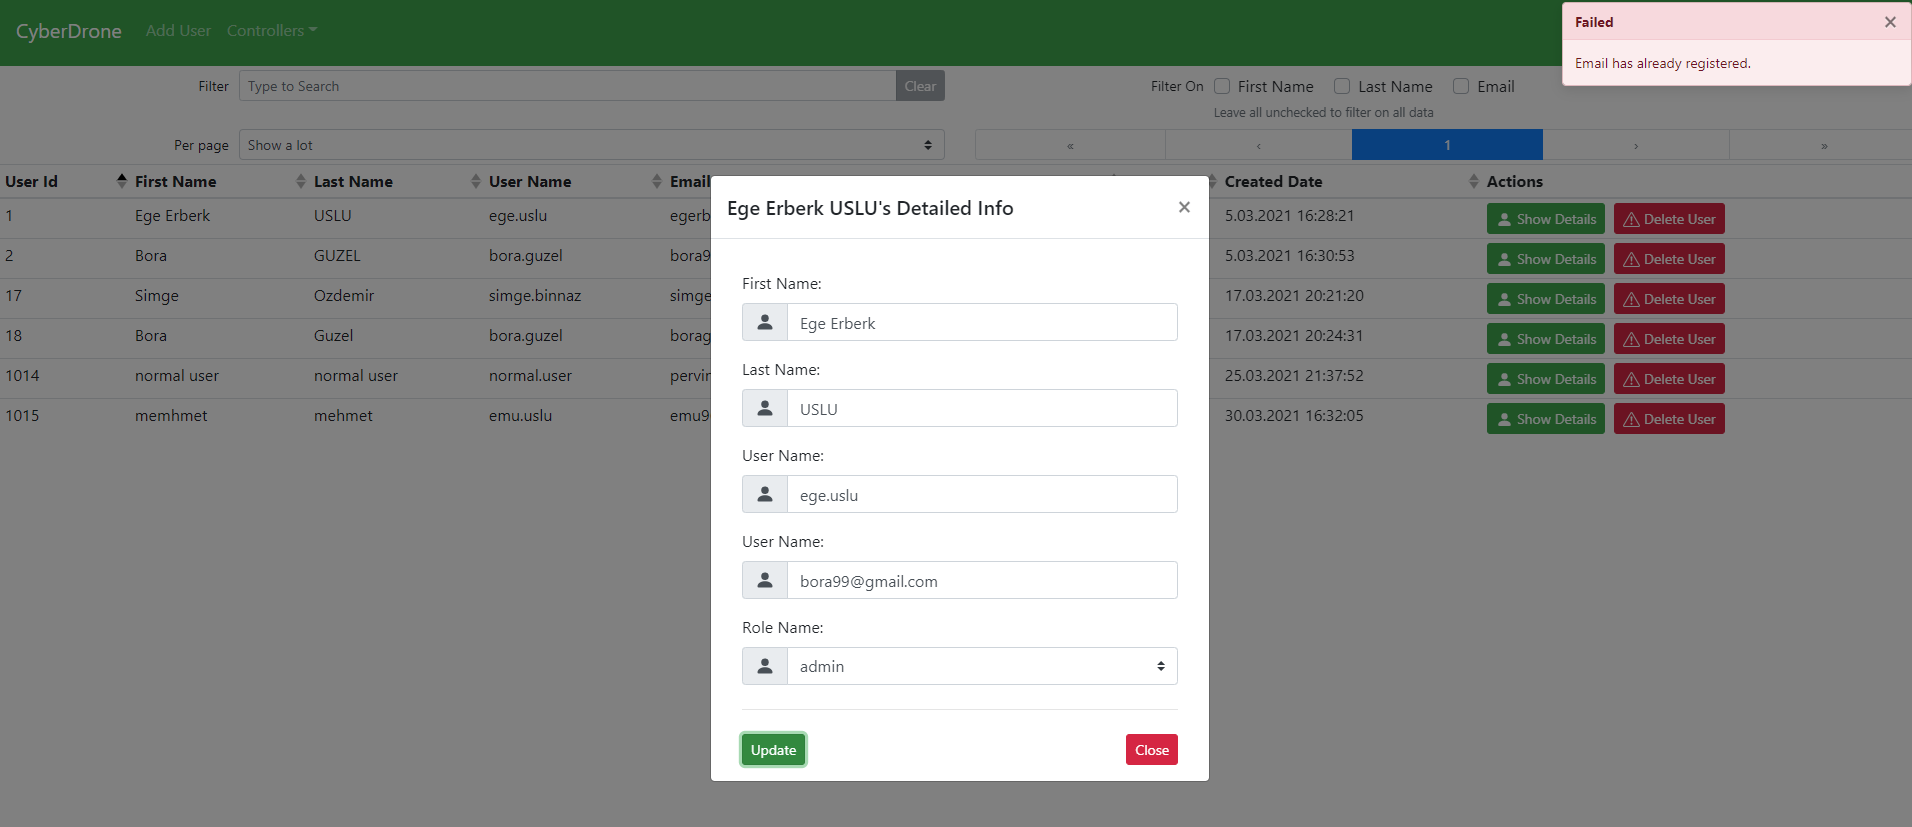 CyberDrone Add User Controllers
Failed ×
Email has already registered.
Filter Type to Search Clear
Filter On First Name Last Name Email
Leave all unchecked to filter on all data
Per page Show a lot
« ‹ 1 › »
User Id First Name Last Name User Name Email Created Date Actions
1 Ege Erberk USLU ege.uslu egerb 5.03.2021 16:28:21 Show Details Delete User
2 Bora GUZEL bora.guzel bora9 5.03.2021 16:30:53 Show Details Delete User
17 Simge Ozdemir simge.binnaz simge 17.03.2021 20:21:20 Show Details Delete User
18 Bora Guzel bora.guzel borag 17.03.2021 20:24:31 Show Details Delete User
1014 normal user normal user normal.user pervin 25.03.2021 21:37:52 Show Details Delete User
1015 memhmet mehmet emu.uslu emu9 30.03.2021 16:32:05 Show Details Delete User
Ege Erberk USLU's Detailed Info ×
First Name:
Ege Erberk
Last Name:
USLU
User Name:
ege.uslu
User Name:
bora99@gmail.com
Role Name:
admin
Update Close